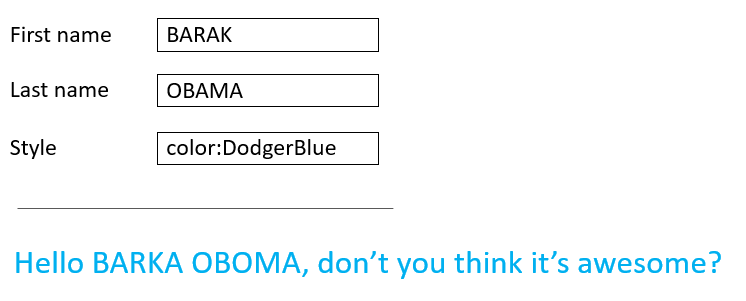 First name BARAK
Last name OBAMA
Style color:DodgerBlue
Hello BARKA OBOMA, don’t you think it’s awesome?